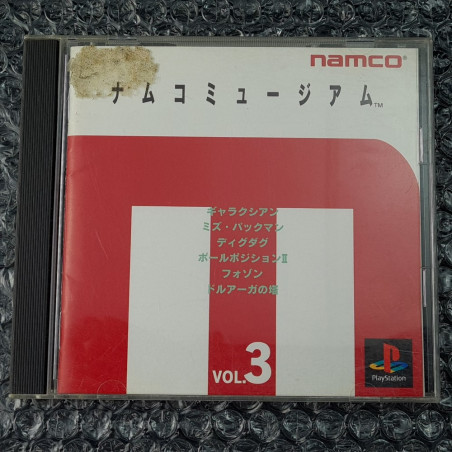 namco®
ナムコミュージアム™
ギャラクシアン
ミズ・パックマン
ディグダグ
ポールポジションⅡ
フォゾン
ドルアーガの塔
VOL.3
PlayStation